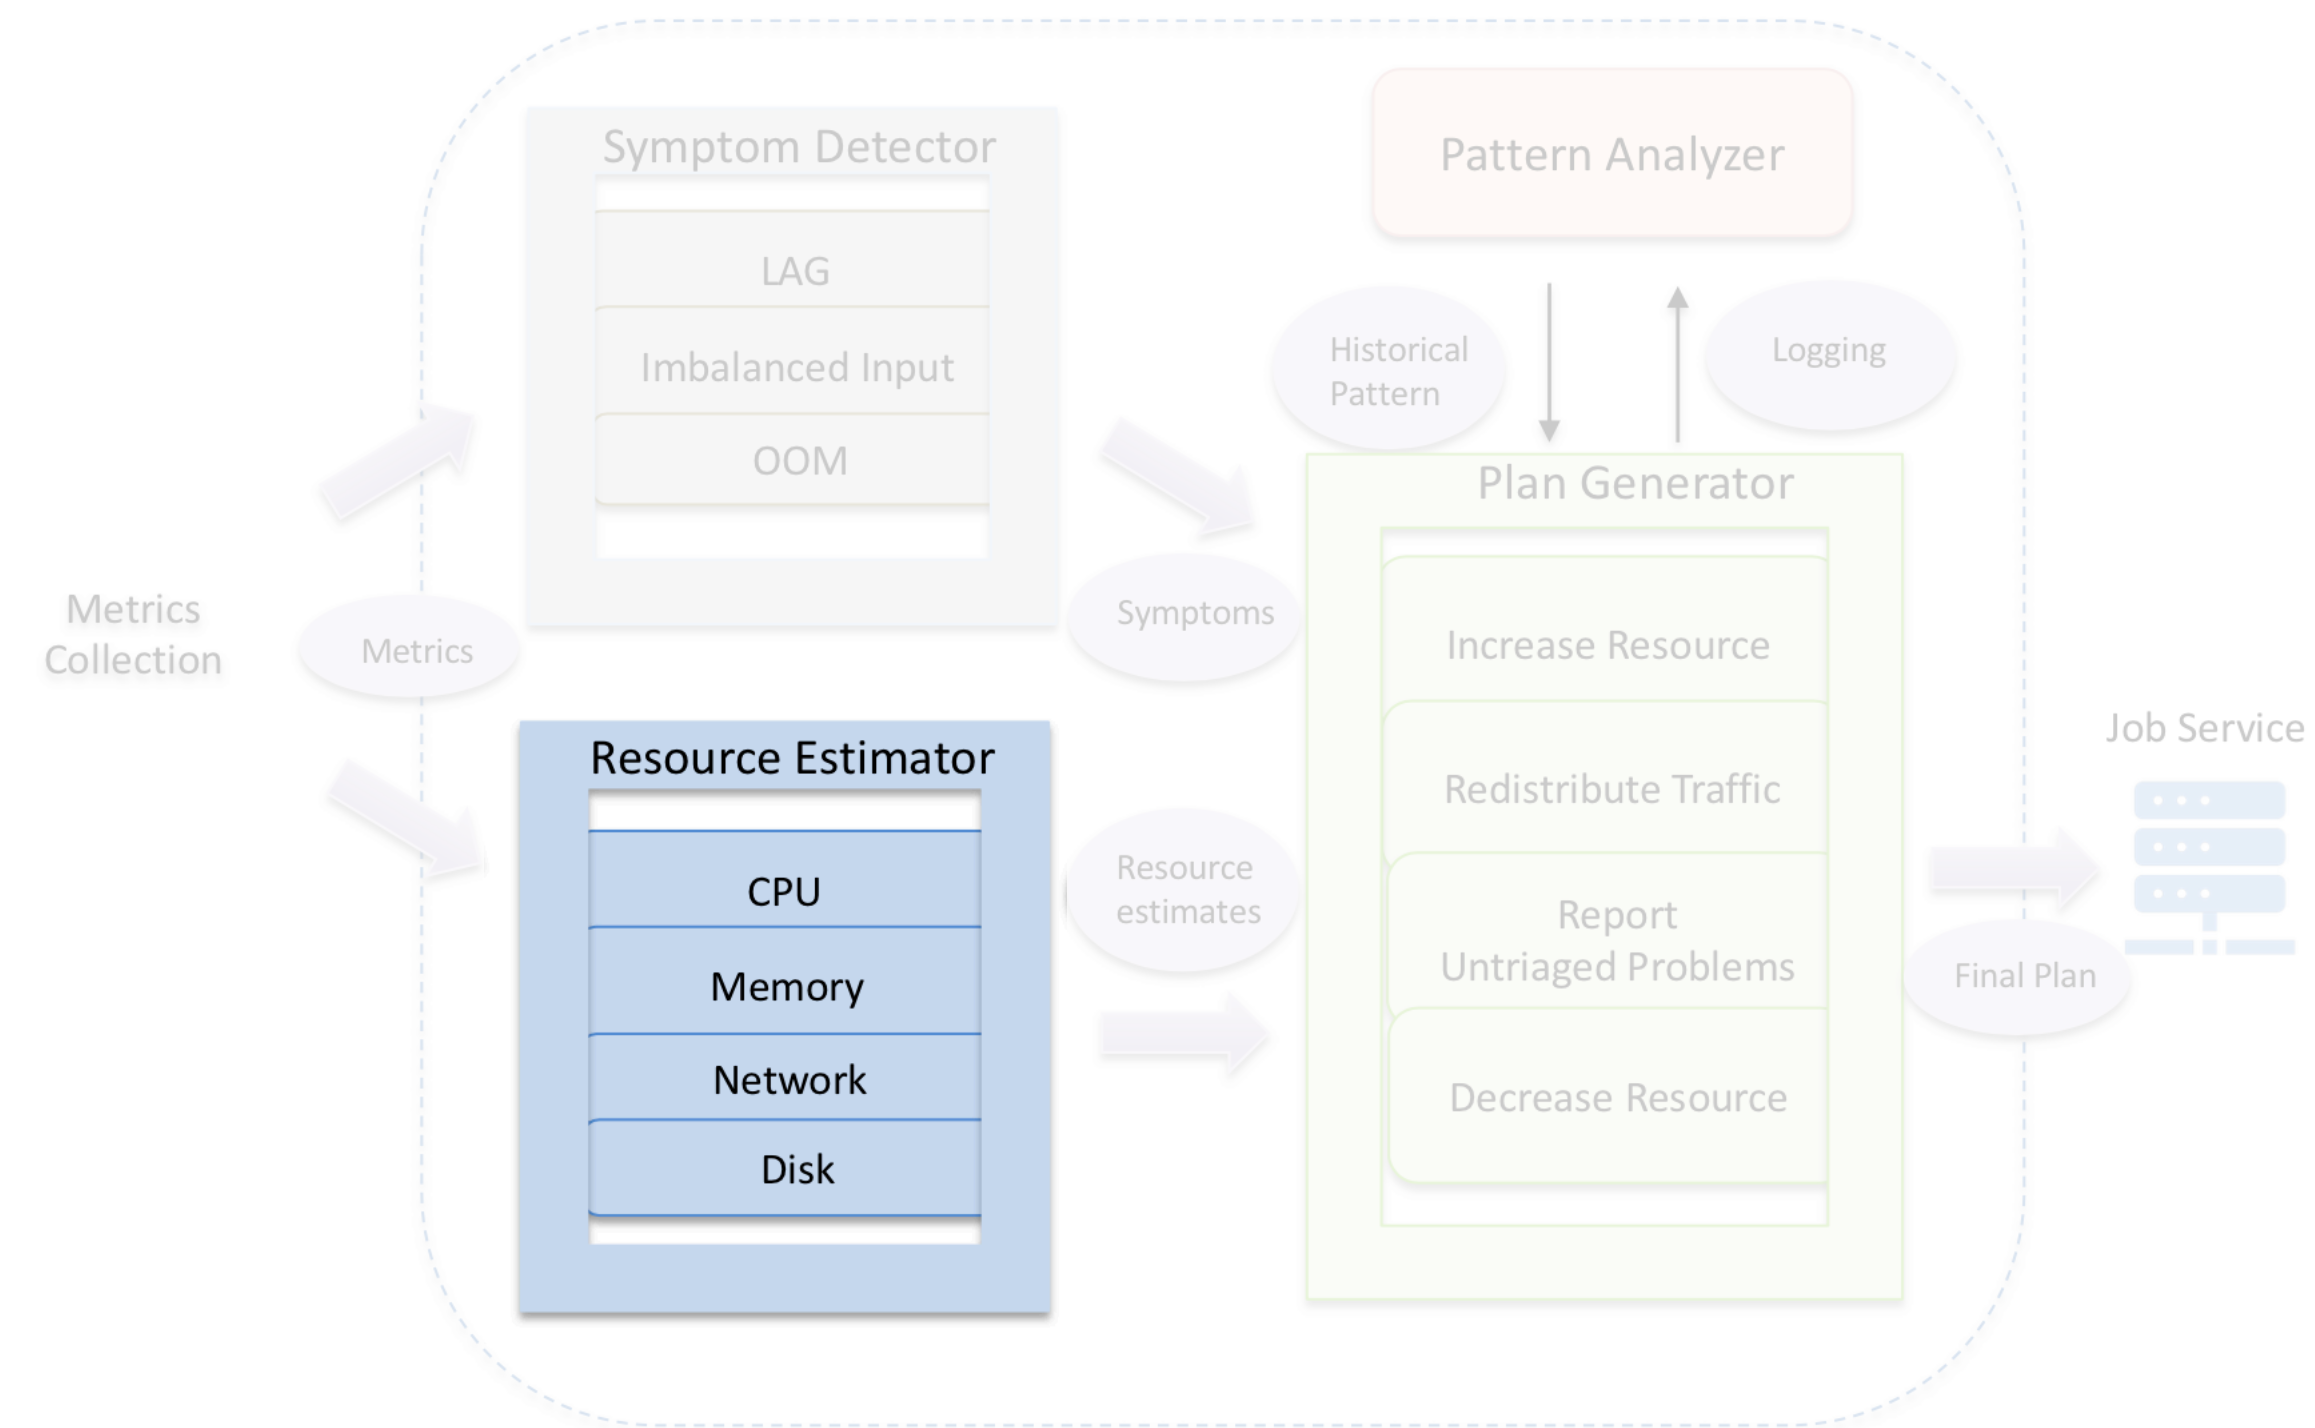 Metrics
Collection
Metrics
Symptom Detector
LAG
Imbalanced Input
OOM
Resource Estimator
CPU
Memory
Network
Disk
Symptoms
Resource
estimates
Pattern Analyzer
Historical
Pattern
Logging
Plan Generator
Increase Resource
Redistribute Traffic
Report
Untriaged Problems
Decrease Resource
Job Service
Final Plan